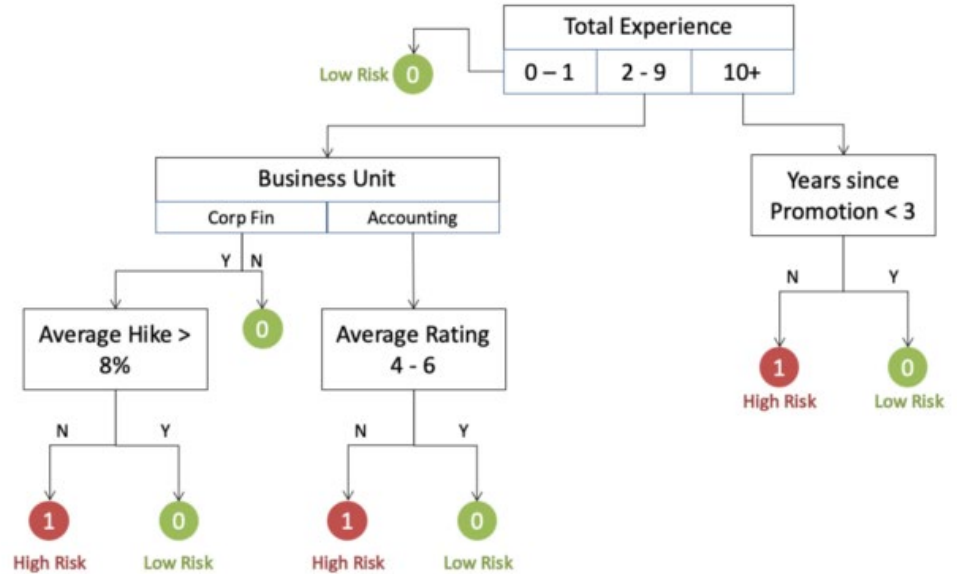 Total Experience
0 – 1 2 - 9 10+
Low Risk 0
Business Unit
Corp Fin Accounting
Years since
Promotion < 3
Y N
N Y
Average Hike >
8%
0
Average Rating
4 - 6
1 0
High Risk Low Risk
N Y N Y
1 0 1 0
High Risk Low Risk High Risk Low Risk